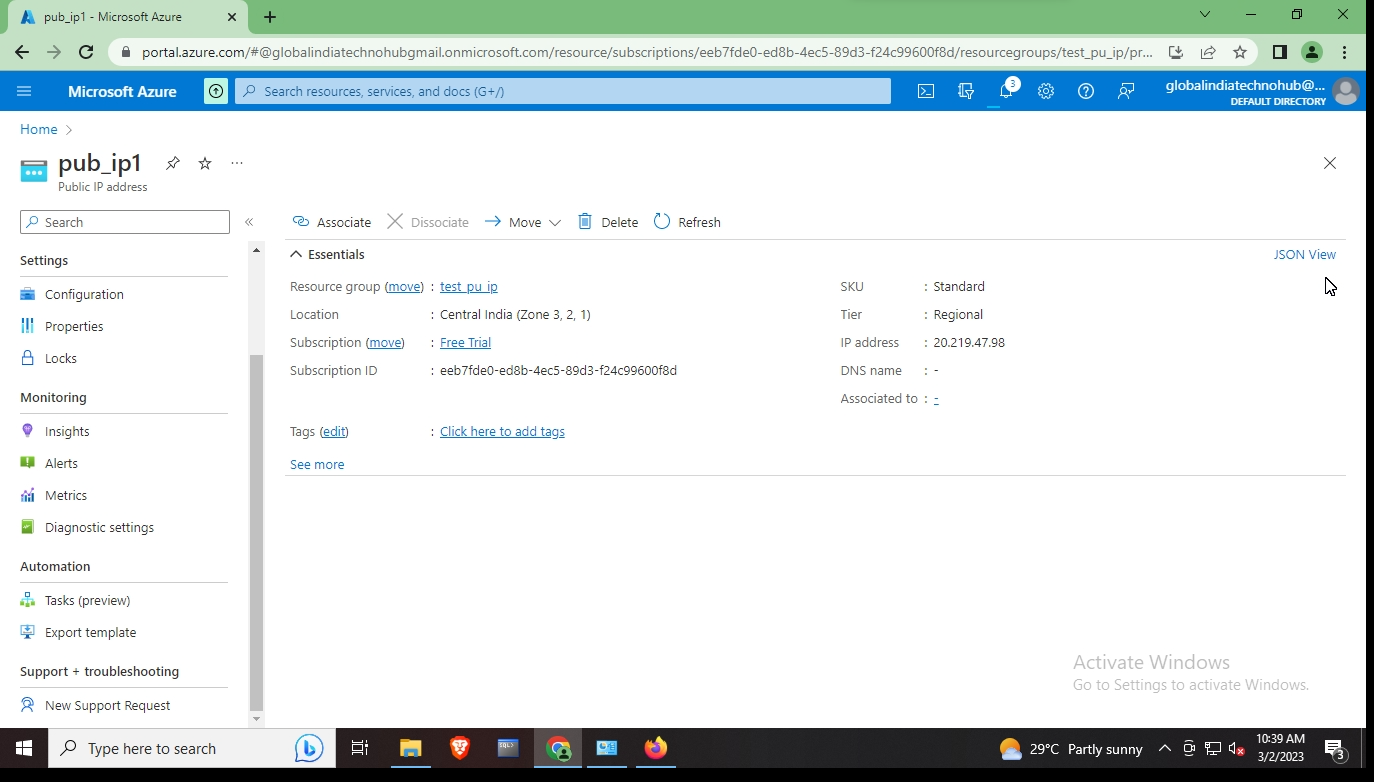 pub_ip1 - Microsoft Azure
portal.azure.com/#@globalindiatechnohubgmail.onmicrosoft.com/resource/subscriptions/eeb7fde0-ed8b-4ec5-89d3-f24c99600f8d/resourcegroups/test_pu_ip/pr...
Microsoft Azure
Search resources, services, and docs (G+/)
3
globalindiatechnohub@...
DEFAULT DIRECTORY
Home
pub_ip1
Public IP address
Search
Associate Dissociate Move Delete Refresh
Settings
Configuration
Properties
Locks
Monitoring
Insights
Alerts
Metrics
Diagnostic settings
Automation
Tasks (preview)
Export template
Support + troubleshooting
New Support Request
Essentials
JSON View
Resource group (move) : test_pu_ip
Location : Central India (Zone 3, 2, 1)
Subscription (move) : Free Trial
Subscription ID : eeb7fde0-ed8b-4ec5-89d3-f24c99600f8d
SKU : Standard
Tier : Regional
IP address : 20.219.47.98
DNS name : -
Associated to : -
Tags (edit) : Click here to add tags
See more
Activate Windows
Go to Settings to activate Windows.
Type here to search
SQL>
29°C Partly sunny
10:39 AM
3/2/2023
3